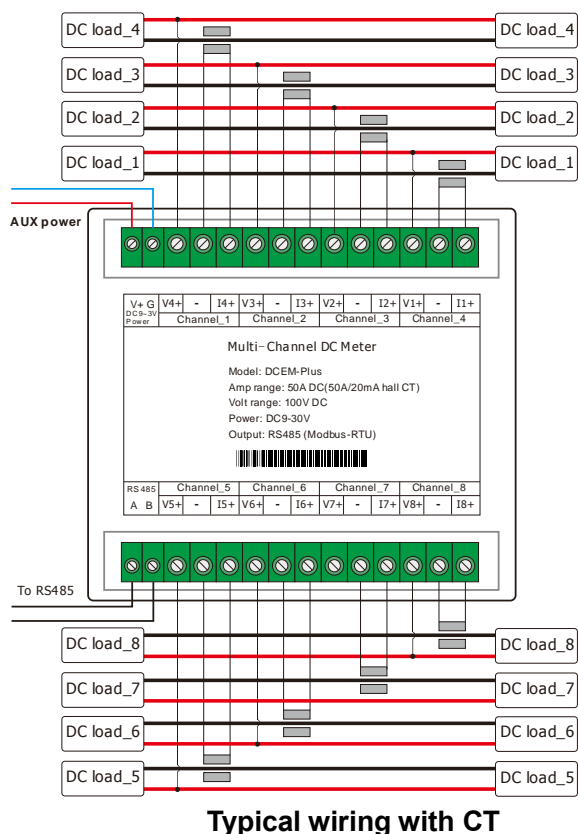 DC load_4 DC load_4
DC load_3 DC load_3
DC load_2 DC load_2
DC load_1 DC load_1
AUX power
V+ G V4+ - I4+ V3+ - I3+ V2+ - I2+ V1+ - I1+
DC9~3V
Power Channel_1 Channel_2 Channel_3 Channel_4
Multi-Channel DC Meter
Model: DCEM-Plus
Amp range: 50A DC(50A/20mA hall CT)
Volt range: 100V DC
Power: DC9-30V
Output: RS485 (Modbus-RTU)
RS485 Channel_5 Channel_6 Channel_7 Channel_8
A B V5+ - I5+ V6+ - I6+ V7+ - I7+ V8+ - I8+
To RS485
DC load_8 DC load_8
DC load_7 DC load_7
DC load_6 DC load_6
DC load_5 DC load_5
Typical wiring with CT